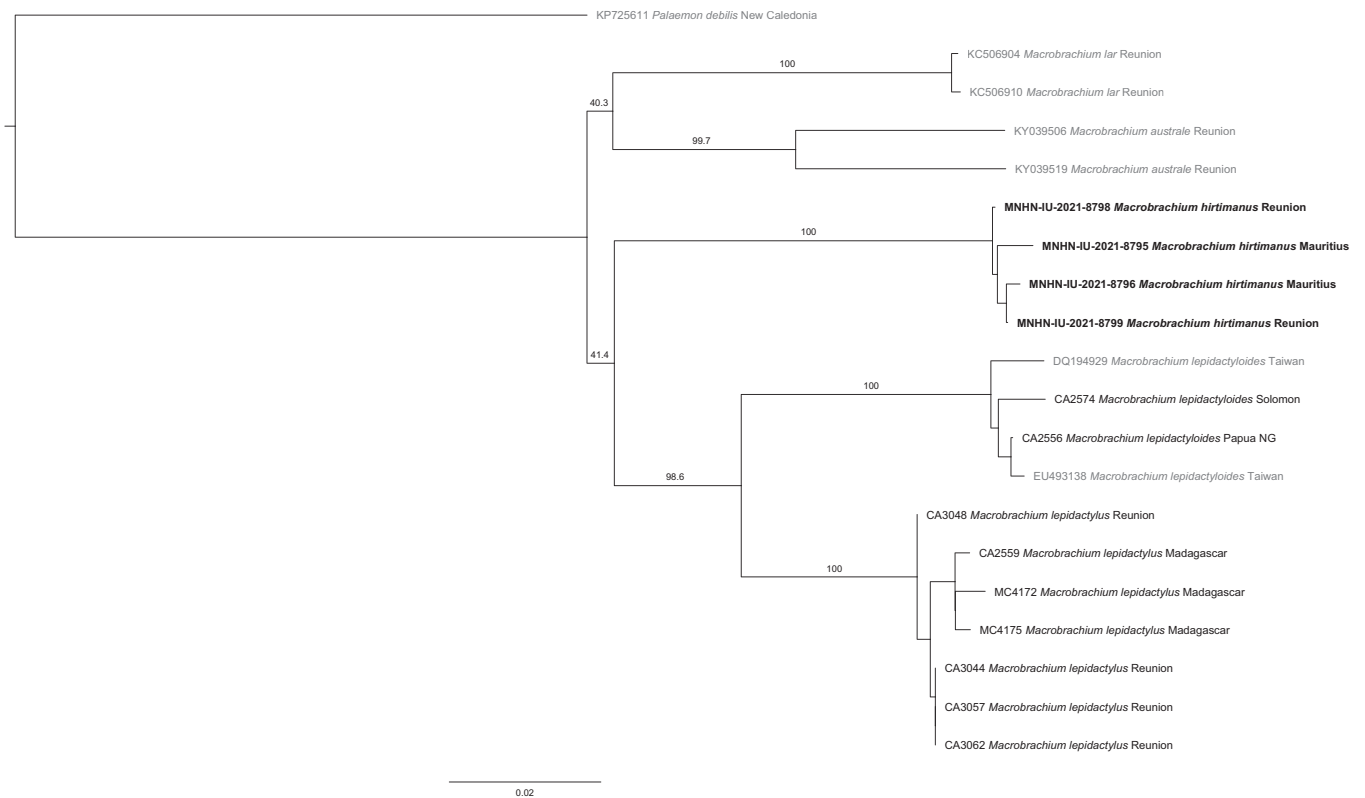 KP725611 Palaemon debilis New Caledonia
KC506904 Macrobrachium lar Reunion
100
KC506910 Macrobrachium lar Reunion
40.3
KY039506 Macrobrachium australe Reunion
99.7
KY039519 Macrobrachium australe Reunion
MNHN-IU-2021-8798 Macrobrachium hirtimanus Reunion
100
MNHN-IU-2021-8795 Macrobrachium hirtimanus Mauritius
MNHN-IU-2021-8796 Macrobrachium hirtimanus Mauritius
MNHN-IU-2021-8799 Macrobrachium hirtimanus Reunion
41.4
DQ194929 Macrobrachium lepidactyloides Taiwan
100
CA2574 Macrobrachium lepidactyloides Solomon
CA2556 Macrobrachium lepidactyloides Papua NG
98.6
EU493138 Macrobrachium lepidactyloides Taiwan
CA3048 Macrobrachium lepidactylus Reunion
CA2559 Macrobrachium lepidactylus Madagascar
100
MC4172 Macrobrachium lepidactylus Madagascar
MC4175 Macrobrachium lepidactylus Madagascar
CA3044 Macrobrachium lepidactylus Reunion
CA3057 Macrobrachium lepidactylus Reunion
CA3062 Macrobrachium lepidactylus Reunion
0.02